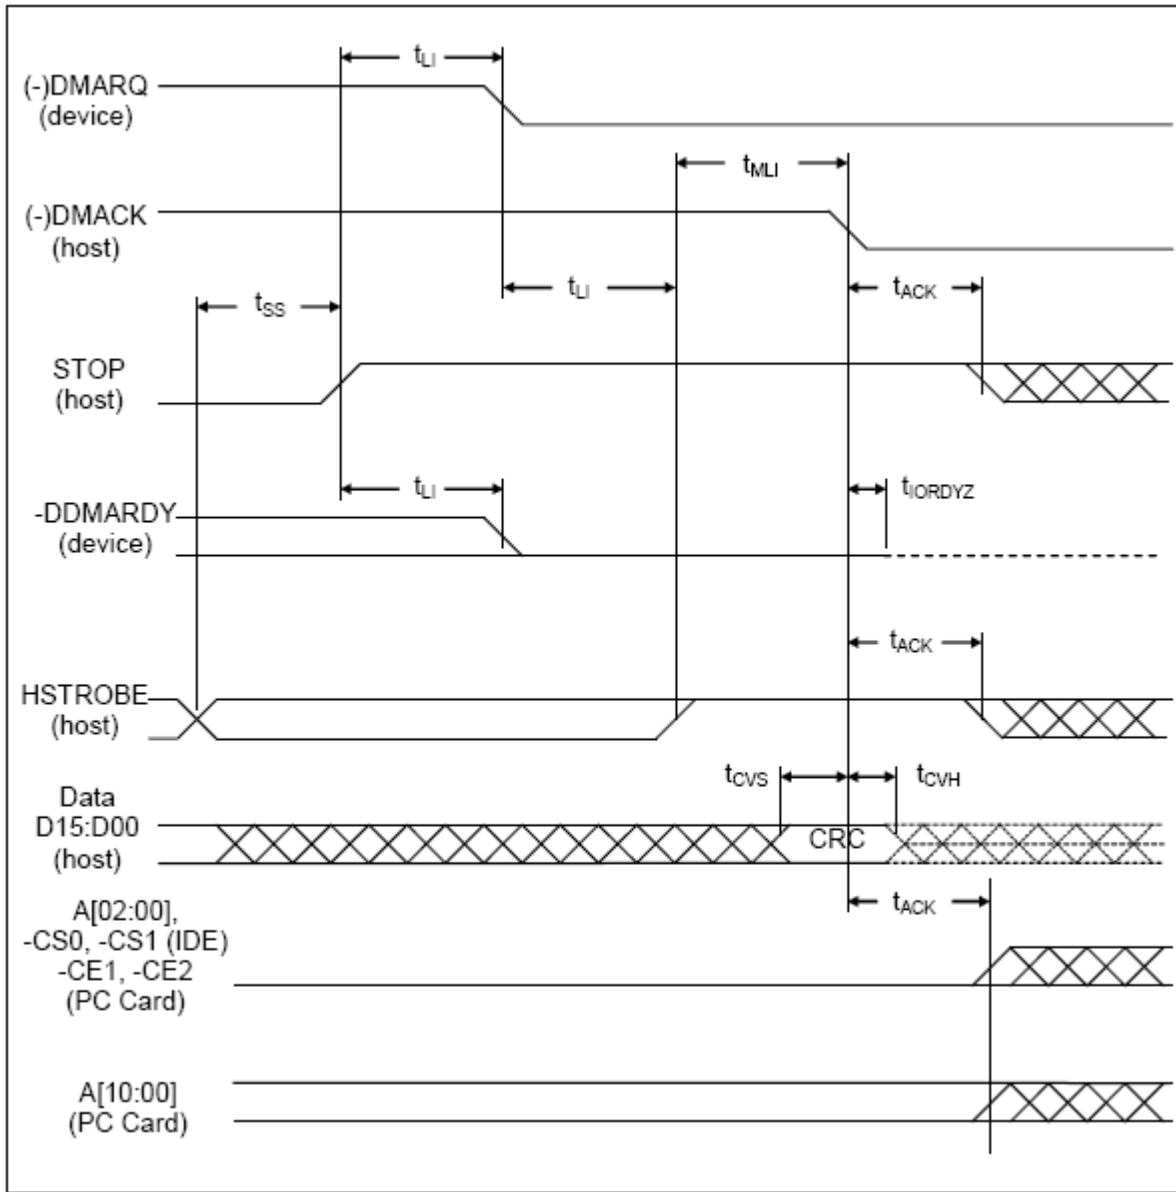 tLI
(-)DMARQ
(device)
tMLI
(-)DMACK
(host)
tSS
tLI
tACK
STOP
(host)
tLI
tIORDYZ
-DDMARDY
(device)
tACK
HSTROBE
(host)
tCVS
tCVH
Data
D15:D00
(host)
CRC
tACK
A[02:00],
-CS0, -CS1 (IDE)
-CE1, -CE2
(PC Card)
A[10:00]
(PC Card)